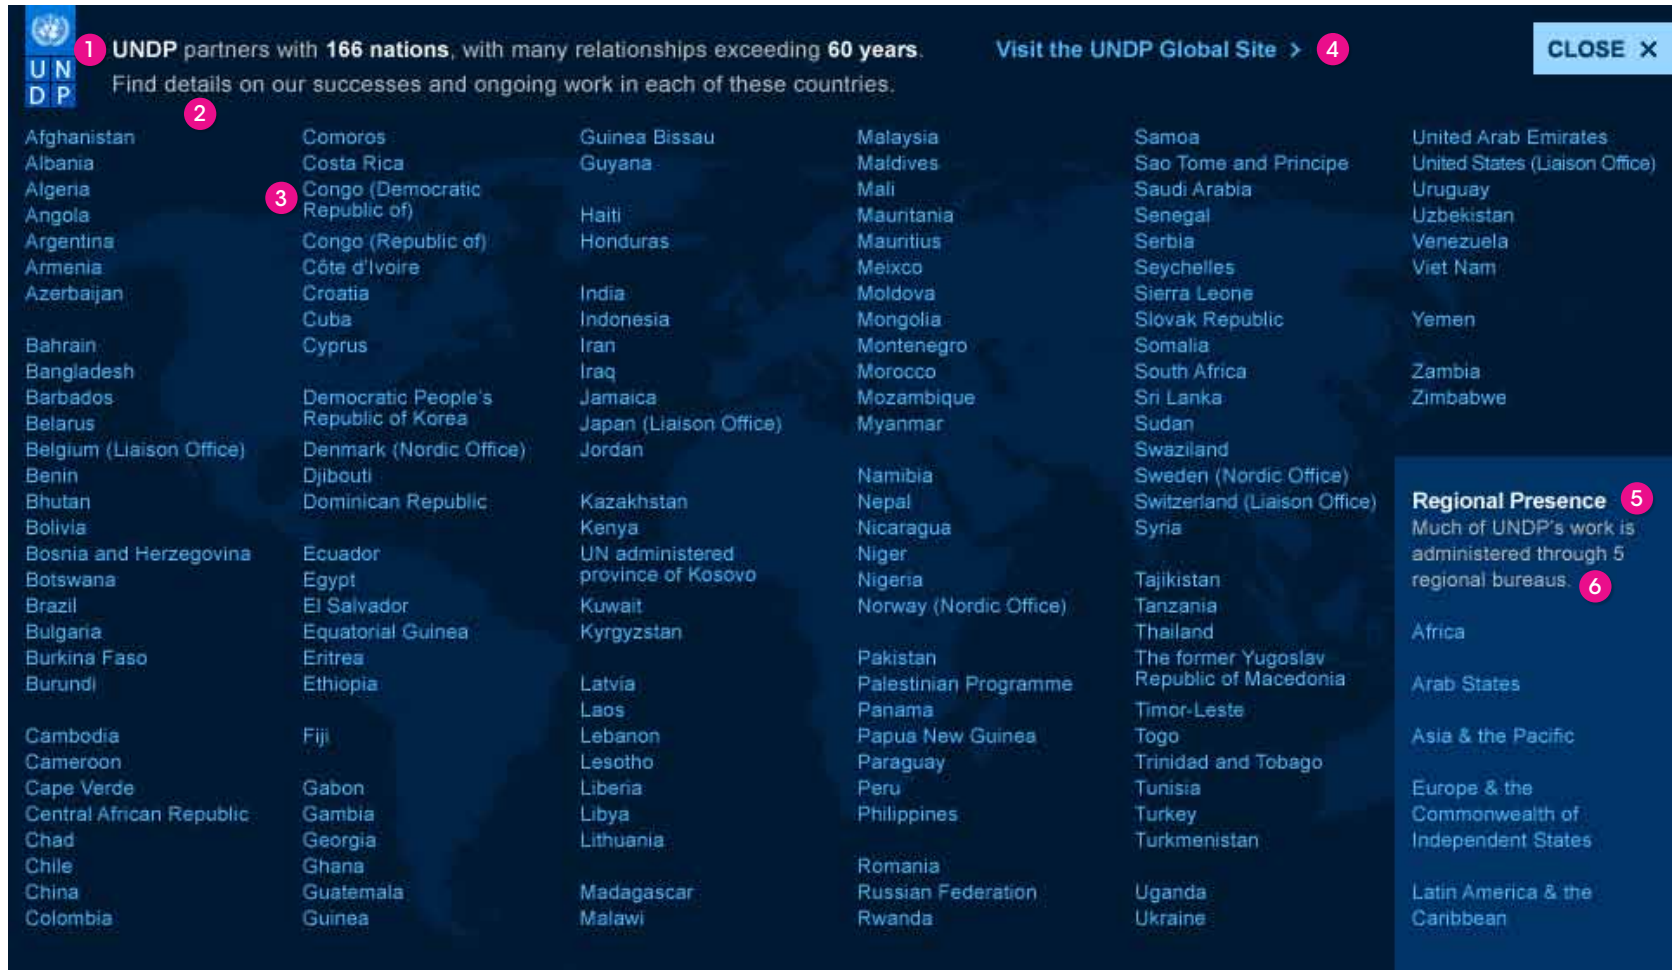 UN
DP
1
UNDP partners with 166 nations, with many relationships exceeding 60 years.
Find details on our successes and ongoing work in each of these countries.
2
Visit the UNDP Global Site >
4
CLOSE X
Afghanistan
Albania
Algeria
Angola
Argentina
Armenia
Azerbaijan
Bahrain
Bangladesh
Barbados
Belarus
Belgium (Liaison Office)
Benin
Bhutan
Bolivia
Bosnia and Herzegovina
Botswana
Brazil
Bulgaria
Burkina Faso
Burundi
Cambodia
Cameroon
Cape Verde
Central African Republic
Chad
Chile
China
Colombia
Comoros
Costa Rica
3
Congo (Democratic
Republic of)
Congo (Republic of)
Côte d'Ivoire
Croatia
Cuba
Cyprus
Democratic People's
Republic of Korea
Denmark (Nordic Office)
Djibouti
Dominican Republic
Ecuador
Egypt
El Salvador
Equatorial Guinea
Eritrea
Ethiopia
Fiji
Gabon
Gambia
Georgia
Ghana
Guatemala
Guinea
Guinea Bissau
Guyana
Haiti
Honduras
India
Indonesia
Iran
Iraq
Jamaica
Japan (Liaison Office)
Jordan
Kazakhstan
Kenya
UN administered
province of Kosovo
Kuwait
Kyrgyzstan
Latvia
Laos
Lebanon
Lesotho
Liberia
Libya
Lithuania
Madagascar
Malawi
Malaysia
Maldives
Mali
Mauritania
Mauritius
Meixco
Moldova
Mongolia
Montenegro
Morocco
Mozambique
Myanmar
Namibia
Nepal
Nicaragua
Niger
Nigeria
Norway (Nordic Office)
Pakistan
Palestinian Programme
Panama
Papua New Guinea
Paraguay
Peru
Philippines
Romania
Russian Federation
Rwanda
Samoa
Sao Tome and Principe
Saudi Arabia
Senegal
Serbia
Seychelles
Sierra Leone
Slovak Republic
Somalia
South Africa
Sri Lanka
Sudan
Swaziland
Sweden (Nordic Office)
Switzerland (Liaison Office)
Syria
Tajikistan
Tanzania
Thailand
The former Yugoslav
Republic of Macedonia
Timor-Leste
Togo
Trinidad and Tobago
Tunisia
Turkey
Turkmenistan
Uganda
Ukraine
United Arab Emirates
United States (Liaison Office)
Uruguay
Uzbekistan
Venezuela
Viet Nam
Yemen
Zambia
Zimbabwe
Regional Presence
5
Much of UNDP's work is
administered through 5
regional bureaus.
6
Africa
Arab States
Asia & the Pacific
Europe & the
Commonwealth of
Independent States
Latin America & the
Caribbean